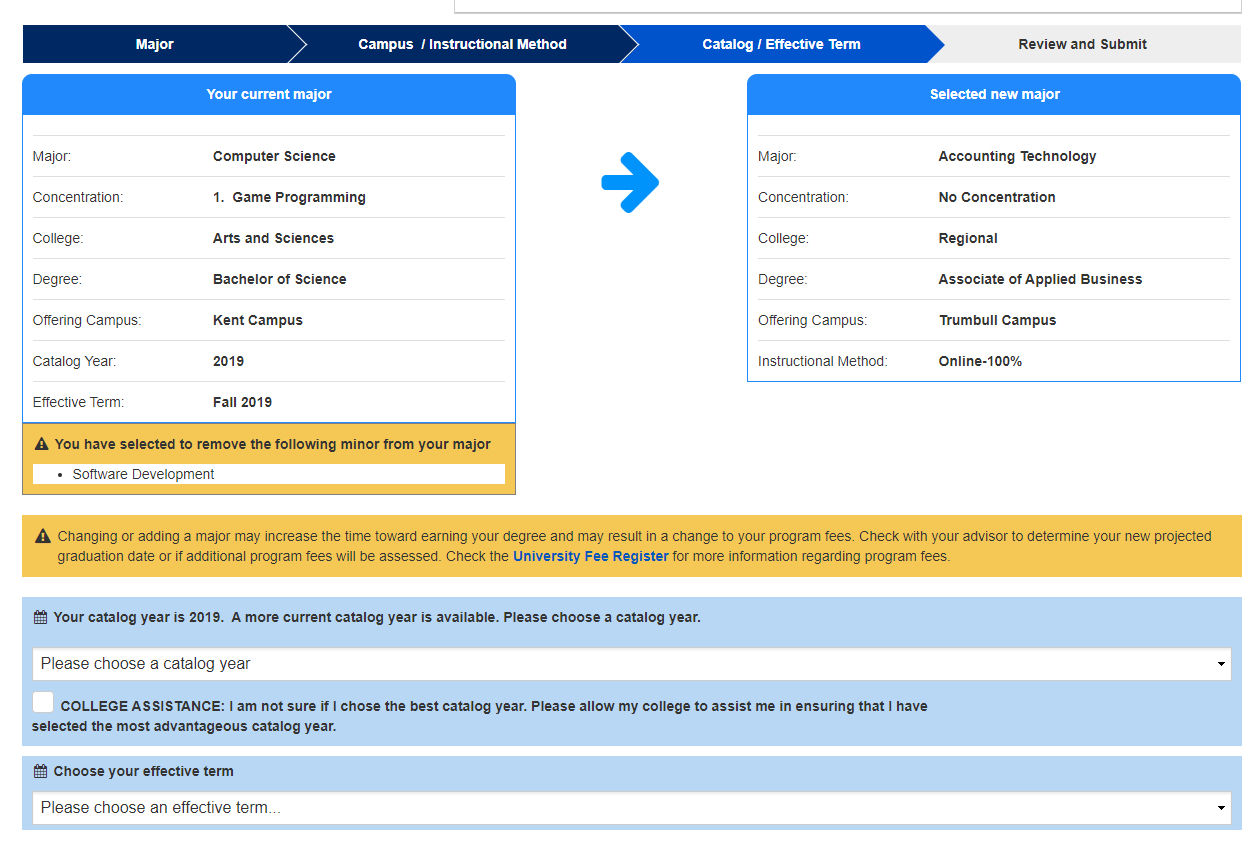 Major
Campus / Instructional Method
Catalog / Effective Term
Review and Submit
Your current major
Major: Computer Science
Concentration: 1. Game Programming
College: Arts and Sciences
Degree: Bachelor of Science
Offering Campus: Kent Campus
Catalog Year: 2019
Effective Term: Fall 2019
You have selected to remove the following minor from your major
• Software Development
Selected new major
Major: Accounting Technology
Concentration: No Concentration
College: Regional
Degree: Associate of Applied Business
Offering Campus: Trumbull Campus
Instructional Method: Online-100%
Changing or adding a major may increase the time toward earning your degree and may result in a change to your program fees. Check with your advisor to determine your new projected
graduation date or if additional program fees will be assessed. Check the University Fee Register for more information regarding program fees.
Your catalog year is 2019. A more current catalog year is available. Please choose a catalog year.
Please choose a catalog year
COLLEGE ASSISTANCE: I am not sure if I chose the best catalog year. Please allow my college to assist me in ensuring that I have
selected the most advantageous catalog year.
Choose your effective term
Please choose an effective term...